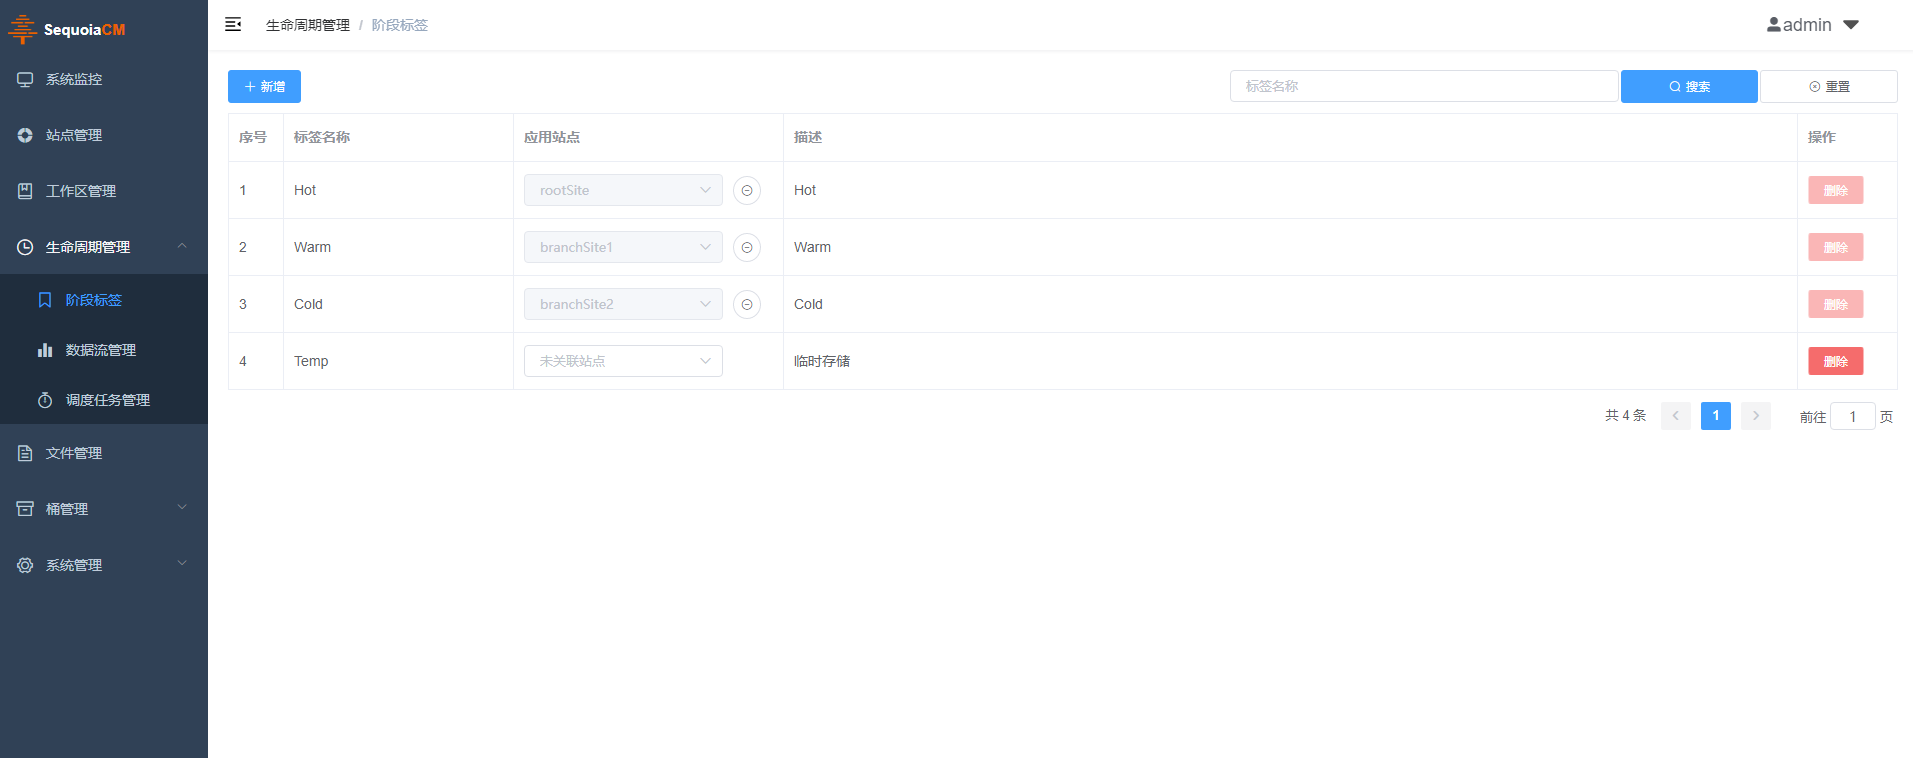 SequoiaCM
系统监控
站点管理
工作区管理
生命周期管理
阶段标签
数据流管理
调度任务管理
文件管理
桶管理
系统管理
生命周期管理 / 阶段标签
admin
新增
标签名称
搜索
重置
序号 标签名称 应用站点 描述 操作
1 Hot rootSite Hot 删除
2 Warm branchSite1 Warm 删除
3 Cold branchSite2 Cold 删除
4 Temp 未关联站点 临时存储 删除
共 4 条 1 前往 1 页